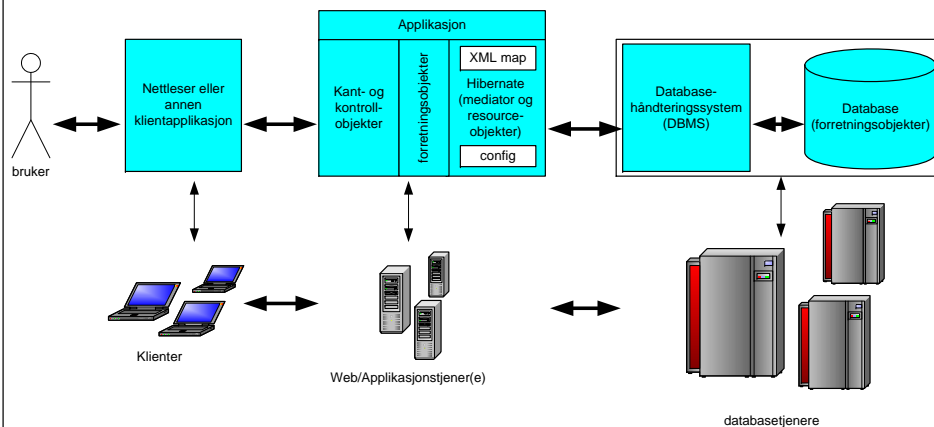 Applikasjon
bruker
Nettleser eller
annen
klientapplikasjon
Kant- og
kontroll-
objekter
forretningsobjekter
XML map
Hibernate
(mediator og
resource-
objekter)
config
Database-
håndteringssystem
(DBMS)
Database
(forretningsobjekter)
Klienter
Web/Applikasjonstjener(e)
databasetjenere